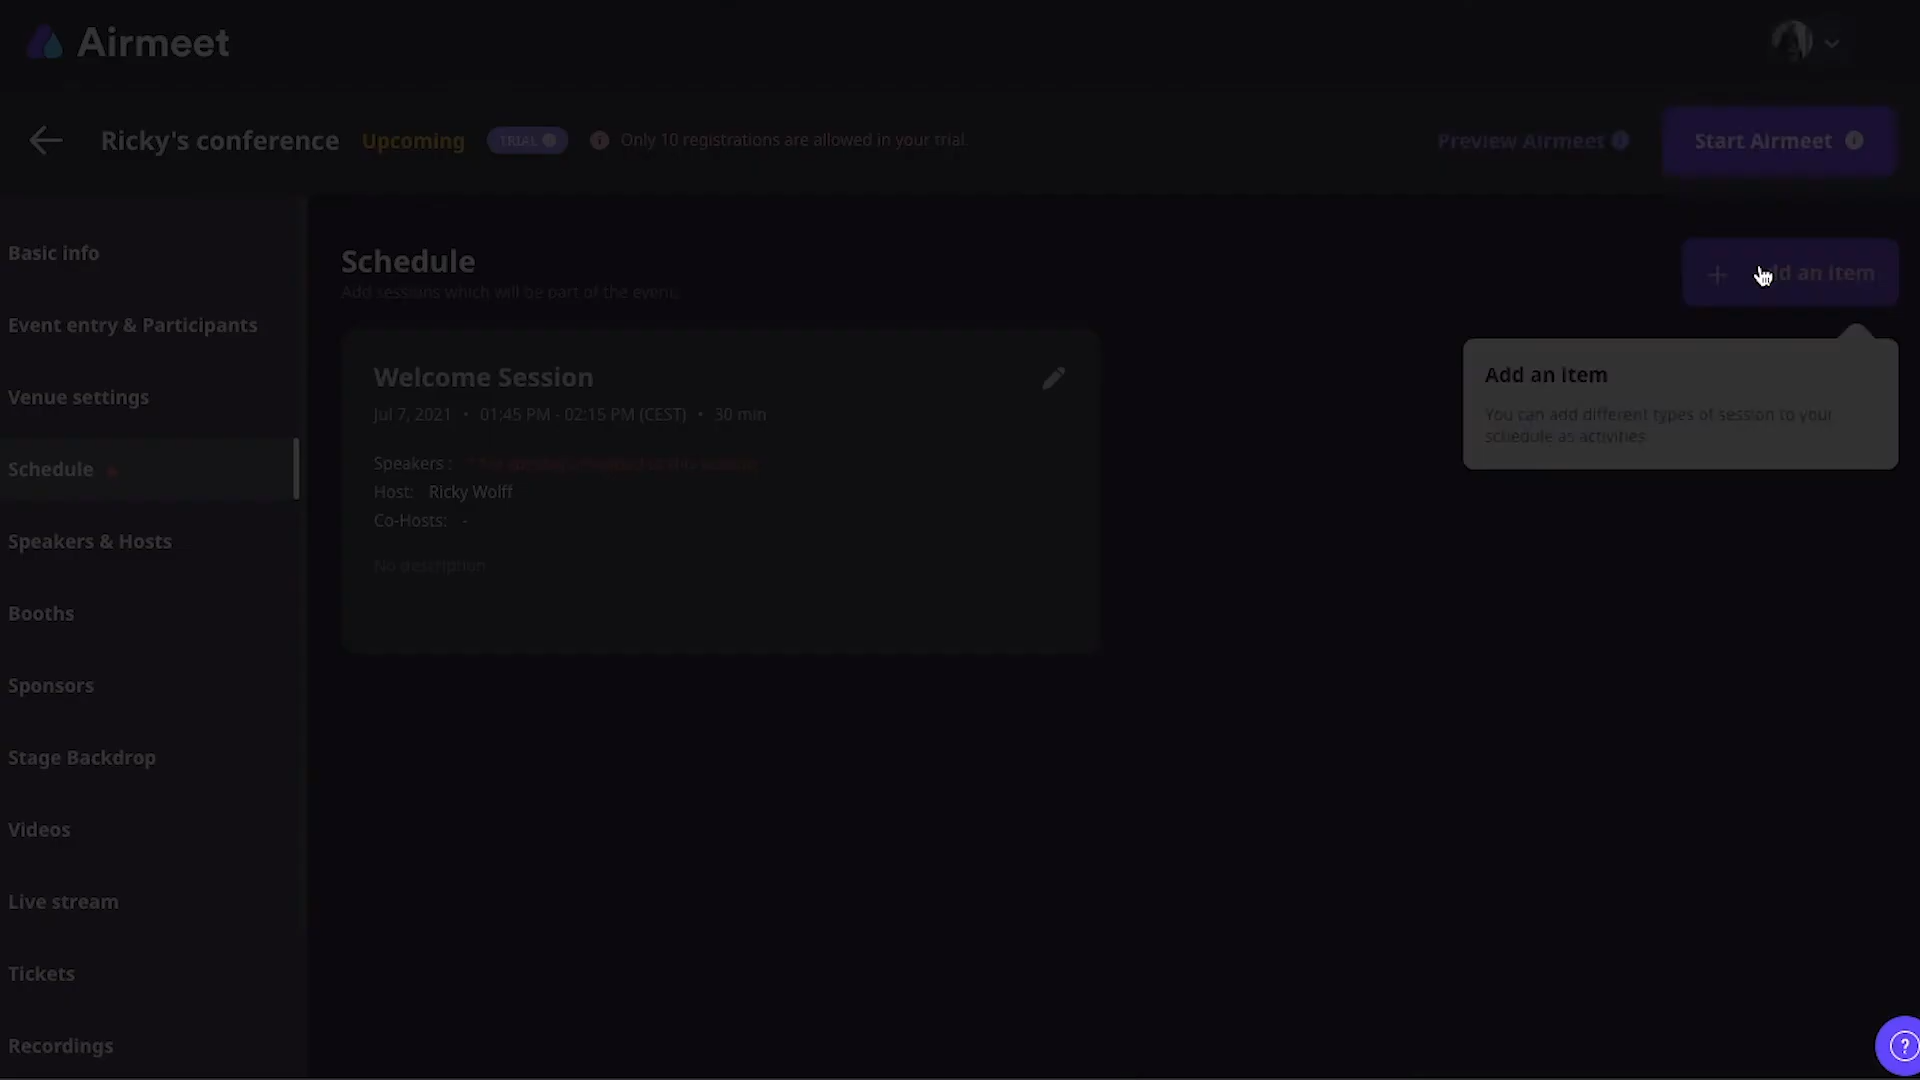 Airmeet
Ricky's conference Upcoming TRIAL Only 10 registrations are allowed in your trial.
Preview Airmeet
Start Airmeet
Basic info
Event entry & Participants
Venue settings
Schedule
Speakers & Hosts
Booths
Sponsors
Stage Backdrop
Videos
Live stream
Tickets
Recordings
Schedule
Add sessions which will be part of the event.
Welcome Session
Jul 7, 2021 • 01:45 PM - 02:15 PM (CEST) • 30 min
Speakers :
Host: Ricky Wolff
Co-Hosts: -
No description
+ an item
Add an item
You can add different types of session to your
schedule as activities
?